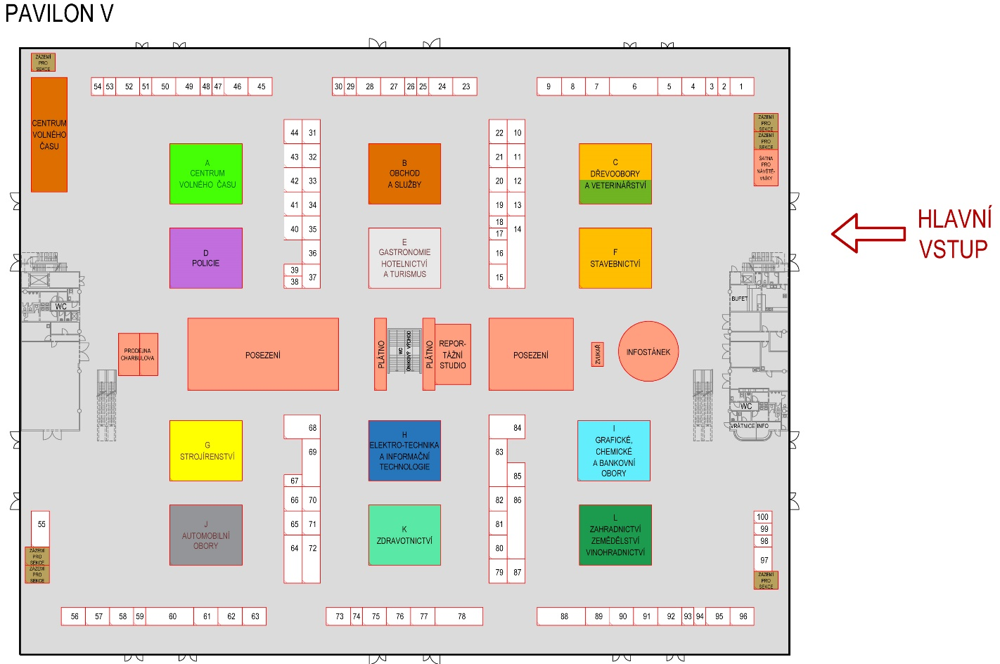 PAVILON V
ZÁZEMÍ
PRO
SEKCE
54 53 52 51 50 49 48 47 46 45
30 29 28 27 26 25 24 23
9 8 7 6 5 4 3 2 1
CENTRUM
VOLNÉHO
ČASU
44 31
43 32
42 33
41 34
40 35
36
39
38
37
22 10
21 11
20 12
19 13
18
17
14
16
15
ZÁZEMÍ
PRO
SEKCE
ZÁZEMÍ
PRO
SEKCE
ŠATNA
PRO
NÁVŠTĚ-
VNÍKY
A
CENTRUM
VOLNÉHO ČASU
B
OBCHOD
A SLUŽBY
C
DŘEVOOBORY
A VETERINÁŘSTVÍ
HLAVNÍ
VSTUP
D
POLICIE
E
GASTRONOMIE
HOTELNICTVÍ
A TURISMUS
F
STAVEBNICTVÍ
WC
BUFET
PRODEJNA
CHARBULOVA
POSEZENÍ
PLÁTNO
WC
ÚNIKOVÝ VÝCHOD
PLÁTNO
REPOR-
TÁŽNÍ
STUDIO
POSEZENÍ
ZVUKAŘ
INFOSTÁNEK
WC
VRÁTNICE INFO
G
STROJÍRENSTVÍ
68
69
67
66 70
65 71
64 72
H
ELEKTRO-TECHNIKA
A INFORMAČNÍ
TECHNOLOGIE
84
83
85
82 86
81
80
79 87
I
GRAFICKÉ,
CHEMICKÉ
A BANKOVNÍ
OBORY
J
AUTOMOBILNÍ
OBORY
K
ZDRAVOTNICTVÍ
L
ZAHRADNICTVÍ
ZEMĚDĚLSTVÍ
VINOHRADNICTVÍ
55
ZÁZEMÍ
PRO
SEKCE
ZÁZEMÍ
PRO
SEKCE
100
99
98
97
ZÁZEMÍ
PRO
SEKCE
56 57 58 59 60 61 62 63
73 74 75 76 77 78
88 89 90 91 92 93 94 95 96